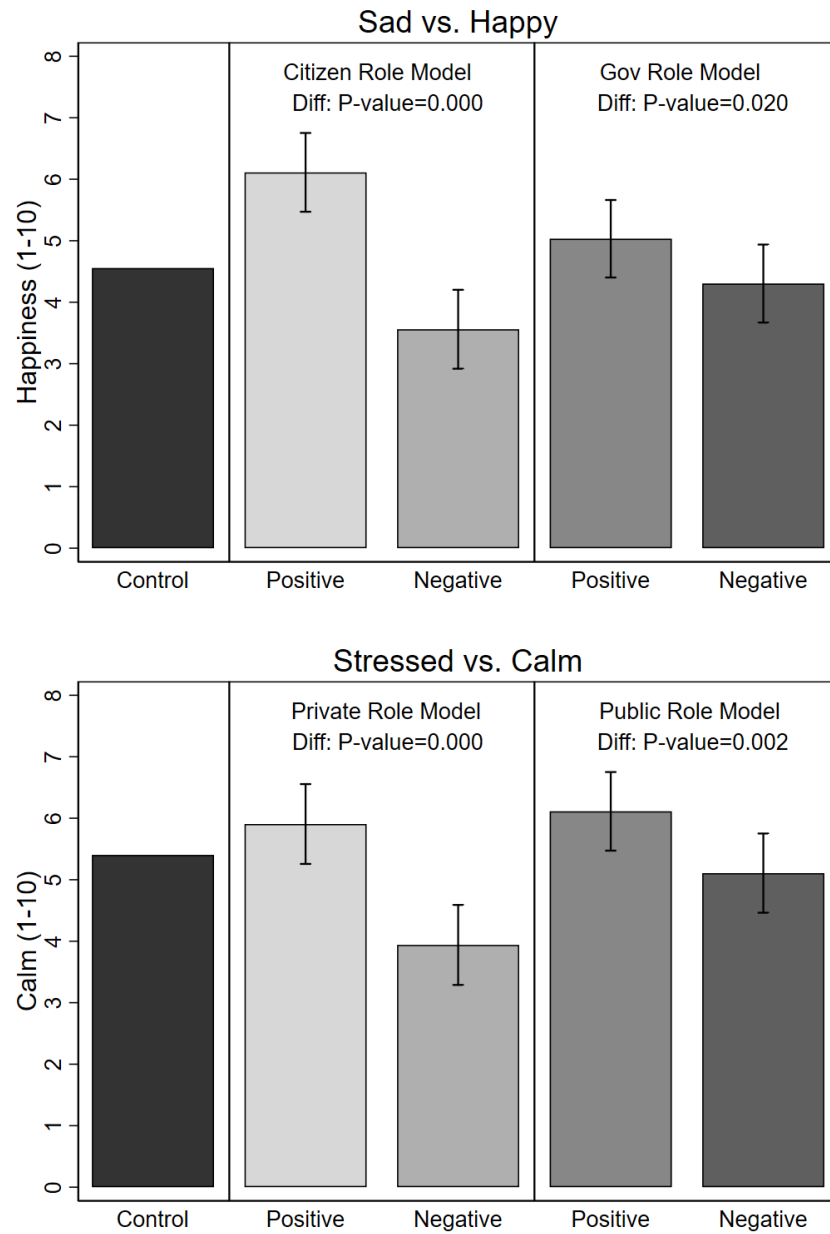 Sad vs. Happy
Citizen Role Model
Gov Role Model
Diff: P-value=0.000
Diff: P-value=0.020
Happiness (1-10)
8
7
6
5
4
3
2
1
0
Control
Positive
Negative
Positive
Negative
Stressed vs. Calm
Private Role Model
Public Role Model
Diff: P-value=0.000
Diff: P-value=0.002
Calm (1-10)
8
7
6
5
4
3
2
1
0
Control
Positive
Negative
Positive
Negative